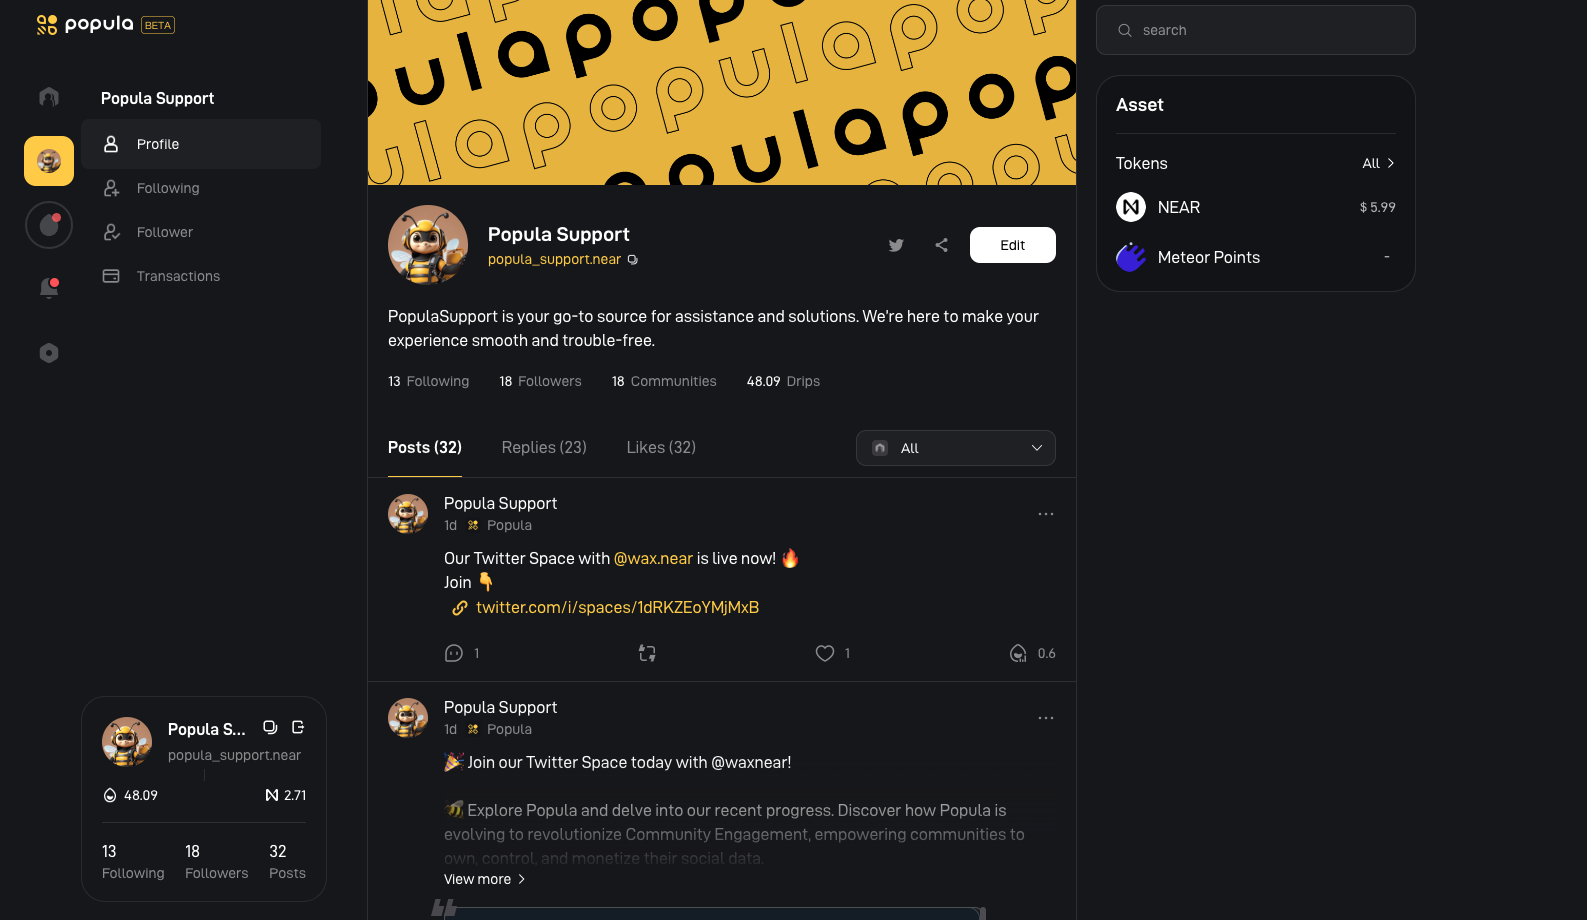 popula BETA
Popula Support
Profile
Following
Follower
Transactions
Popula S...
popula_support.near
48.09
2.71
13
18
32
Following
Followers
Posts
Popula Support
popula_support.near
Edit
PopulaSupport is your go-to source for assistance and solutions. We're here to make your
experience smooth and trouble-free.
13 Following
18 Followers
18 Communities
48.09 Drips
Posts (32)
Replies (23)
Likes (32)
All
Popula Support
1d Popula
Our Twitter Space with @wax.near is live now! 🔥
Join 👇
twitter.com/i/spaces/1dRKZEoYMjMxB
1
1
0.6
Popula Support
1d Popula
🎉 Join our Twitter Space today with @waxnear!
🐝 Explore Popula and delve into our recent progress. Discover how Popula is
evolving to revolutionize Community Engagement, empowering communities to
own, control, and monetize their social data.
View more >
search
Asset
Tokens
All >
NEAR
$ 5.99
Meteor Points
-